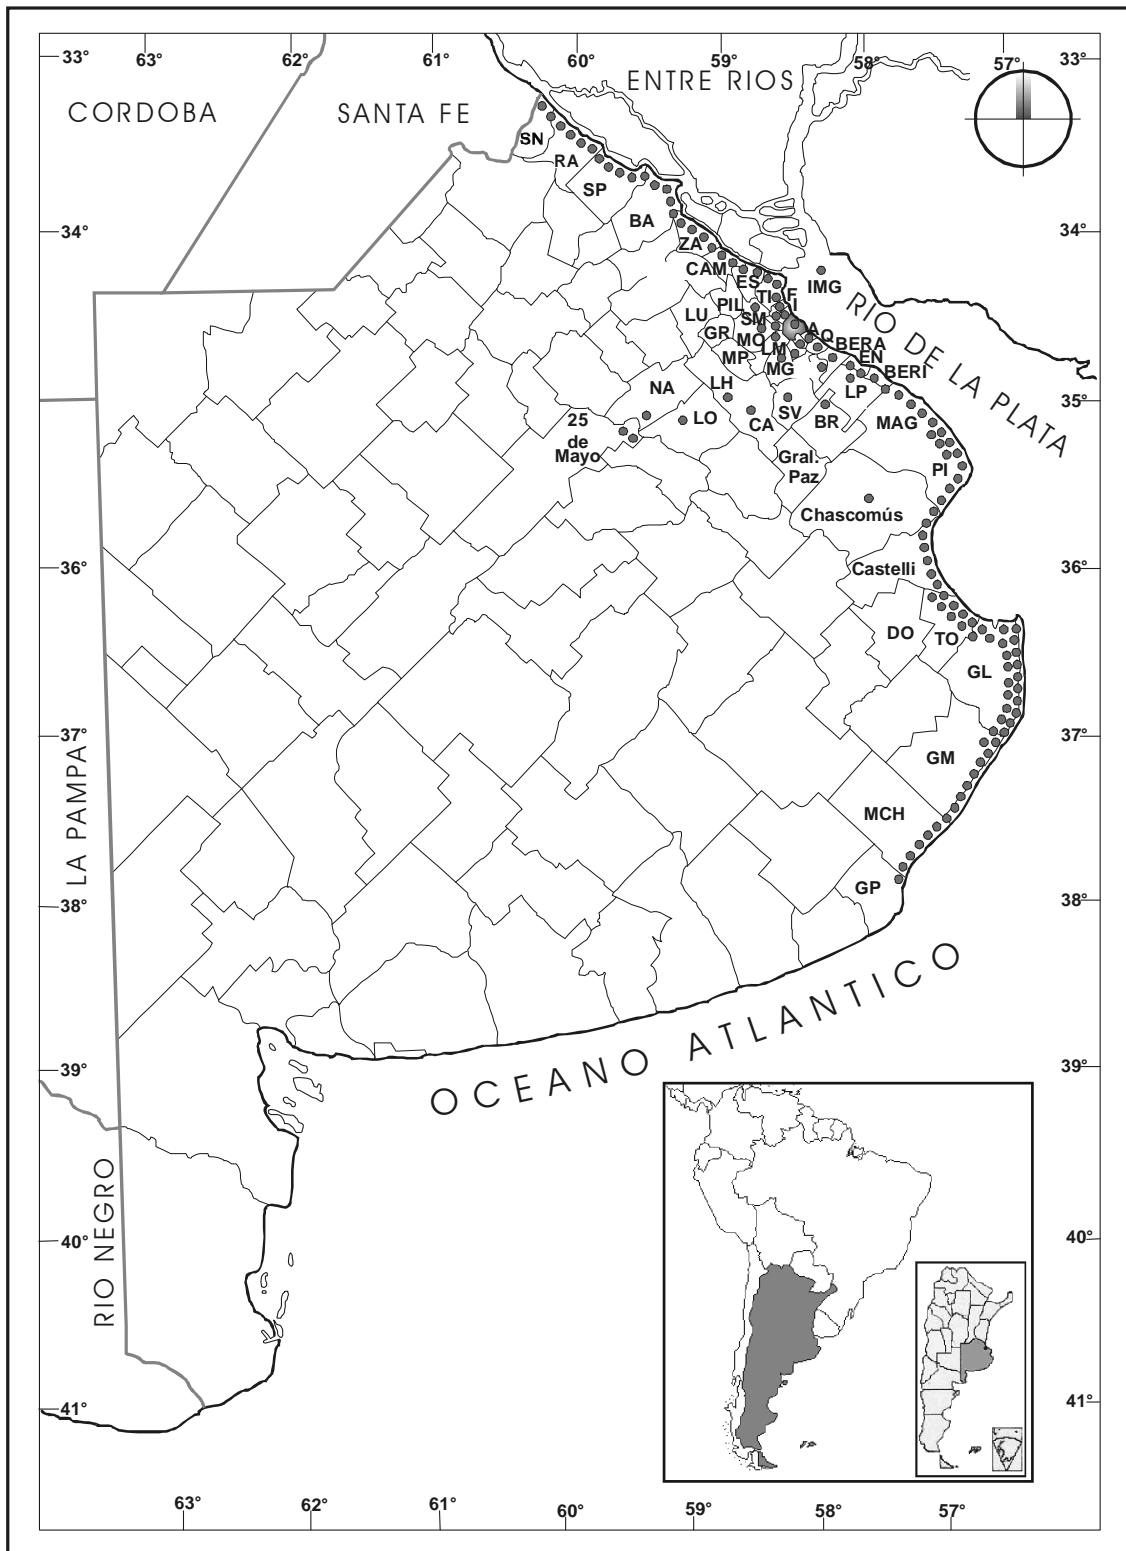 63°
62°
61°
60°
59°
58°
57°
33°
33°
ENTRE RIOS
CORDOBA
SANTA FE
SN
RA
SP
BA
34°
34°
ZA
CAM
ES
IMG
TI
F
PIL
I
LU
SM
GR
MO
A
Q
LM
BERA
MP
EN
MG
BERI
RIO DE LA PLATA
LH
LP
NA
35°
35°
LO
SV
CA
BR
MAG
25
de
Mayo
Gral.
Paz
PI
Chascomús
36°
36°
Castelli
DO
TO
GL
37°
37°
GM
LA PAMPA
MCH
GP
38°
38°
OCEANO ATLANTICO
39°
39°
RIO NEGRO
40°
40°
41°
41°
63°
62°
60°
59°
58°
57°